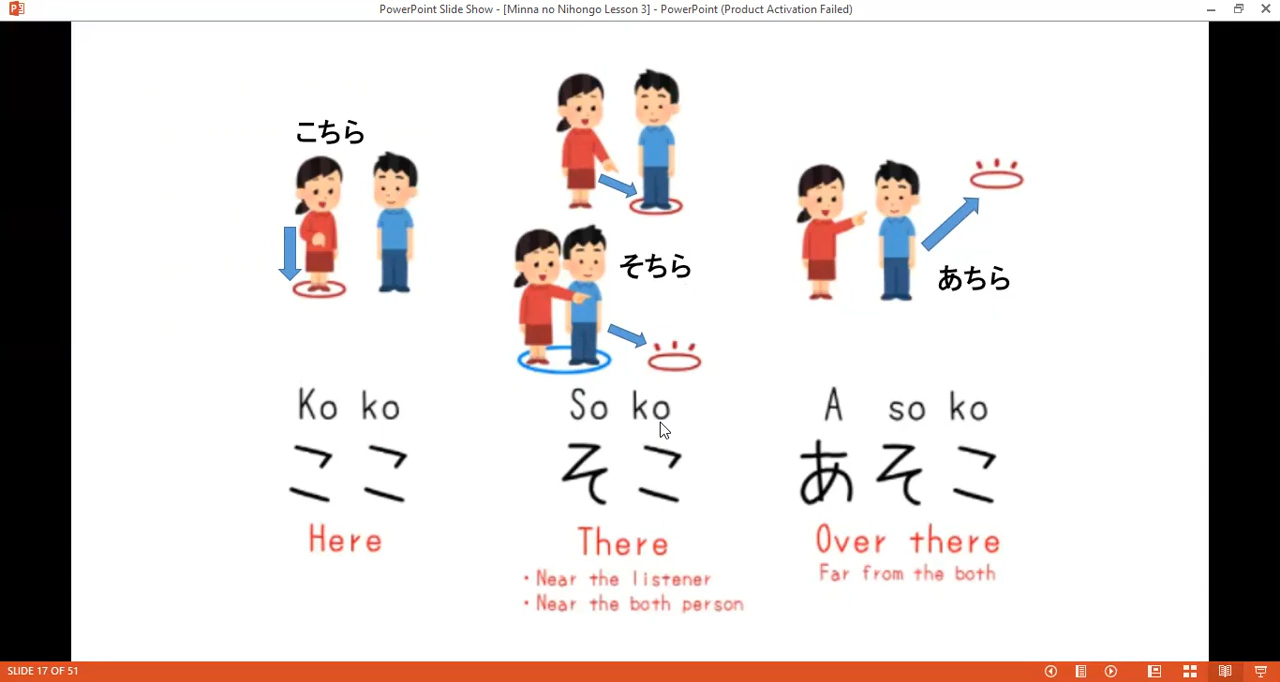 PowerPoint Slide Show - [Minna no Nihongo Lesson 3] - PowerPoint (Product Activation Failed)
こちら
そちら
あちら
Ko ko
So ko
A so ko
ここ
そこ
あそこ
Here
There
Over there
・Near the listener
・Near the both person
Far from the both
SLIDE 17 OF 51